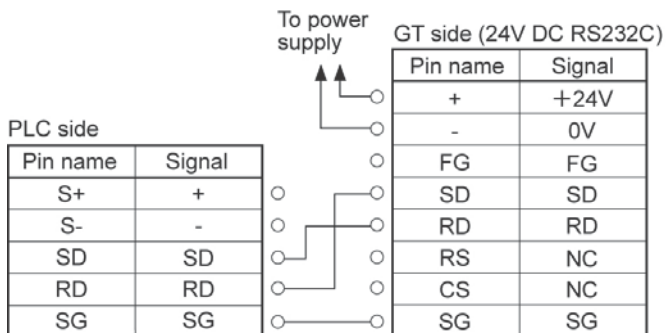 To power
supply
GT side (24V DC RS232C)
Pin name Signal
+ +24V
- 0V
FG FG
SD SD
RD RD
RS NC
CS NC
SG SG
PLC side
Pin name Signal
S+ +
S- -
SD SD
RD RD
SG SG